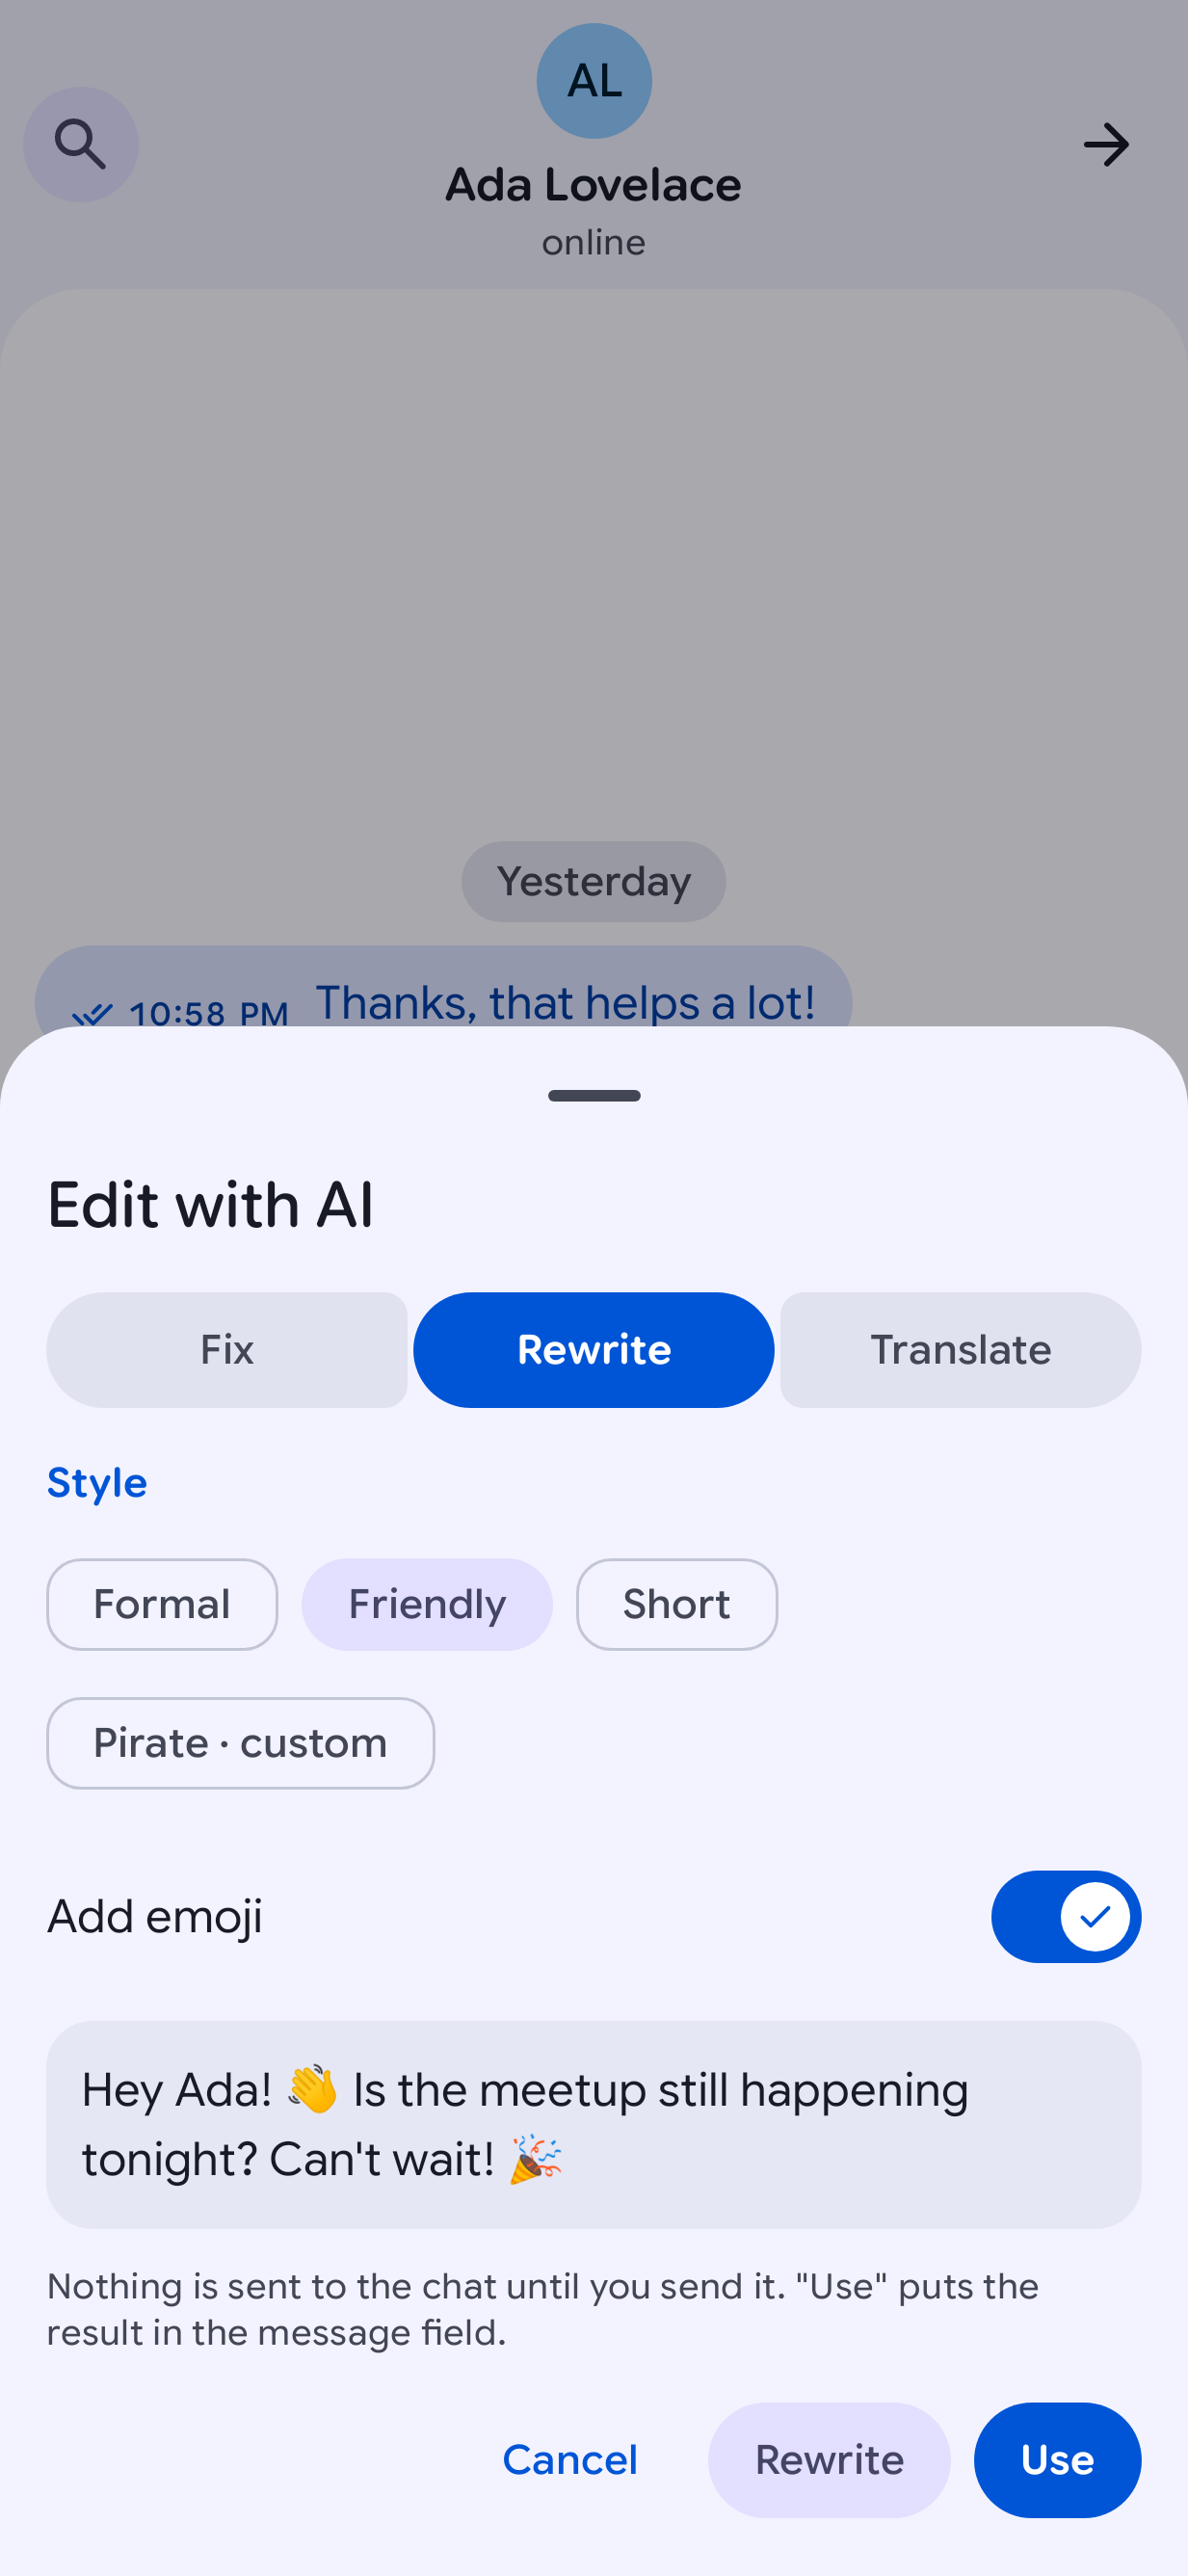 AL
Ada Lovelace
online
Yesterday
10:58 PM Thanks, that helps a lot!
Edit with AI
Fix Rewrite Translate
Style
Formal Friendly Short
Pirate · custom
Add emoji
Hey Ada! 👋 Is the meetup still happening
tonight? Can't wait! 🎉
Nothing is sent to the chat until you send it. "Use" puts the
result in the message field.
Cancel Rewrite Use